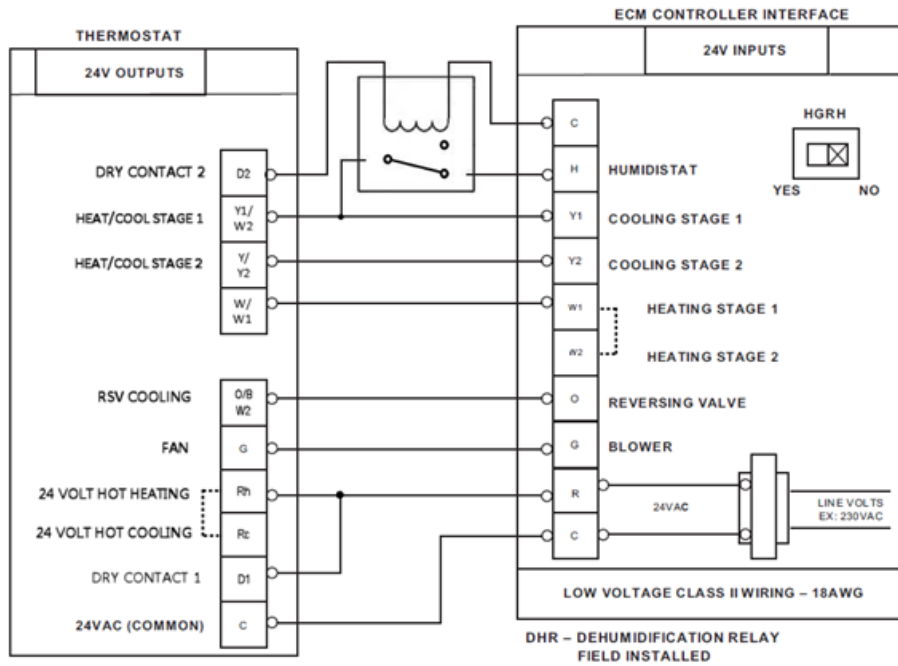 THERMOSTAT
24V OUTPUTS
DRY CONTACT 2
D2
HEAT/COOL STAGE 1
Y1/
W2
HEAT/COOL STAGE 2
Y/
Y2
W/
W1
RSV COOLING
O/B
W2
FAN
G
24 VOLT HOT HEATING
Rh
24 VOLT HOT COOLING
Rc
DRY CONTACT 1
D1
24VAC (COMMON)
C
ECM CONTROLLER INTERFACE
24V INPUTS
HGRH
YES NO
C
H
HUMIDISTAT
Y1
COOLING STAGE 1
Y2
COOLING STAGE 2
W1
HEATING STAGE 1
W2
HEATING STAGE 2
O
REVERSING VALVE
G
BLOWER
R
C
24VAC
LINE VOLTS
EX: 230VAC
LOW VOLTAGE CLASS II WIRING – 18AWG
DHR – DEHUMIDIFICATION RELAY
FIELD INSTALLED